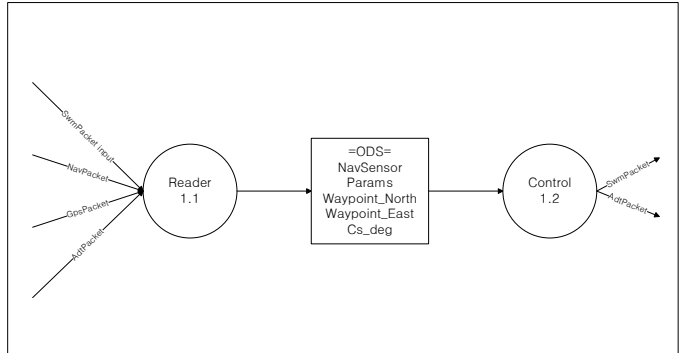 SwmPacket input
NavPacket
GpsPacket
AdtPacket
Reader
1.1
=ODS=
NavSensor
Params
Waypoint_North
Waypoint_East
Cs_deg
Control
1.2
SwmPacket
AdtPacket